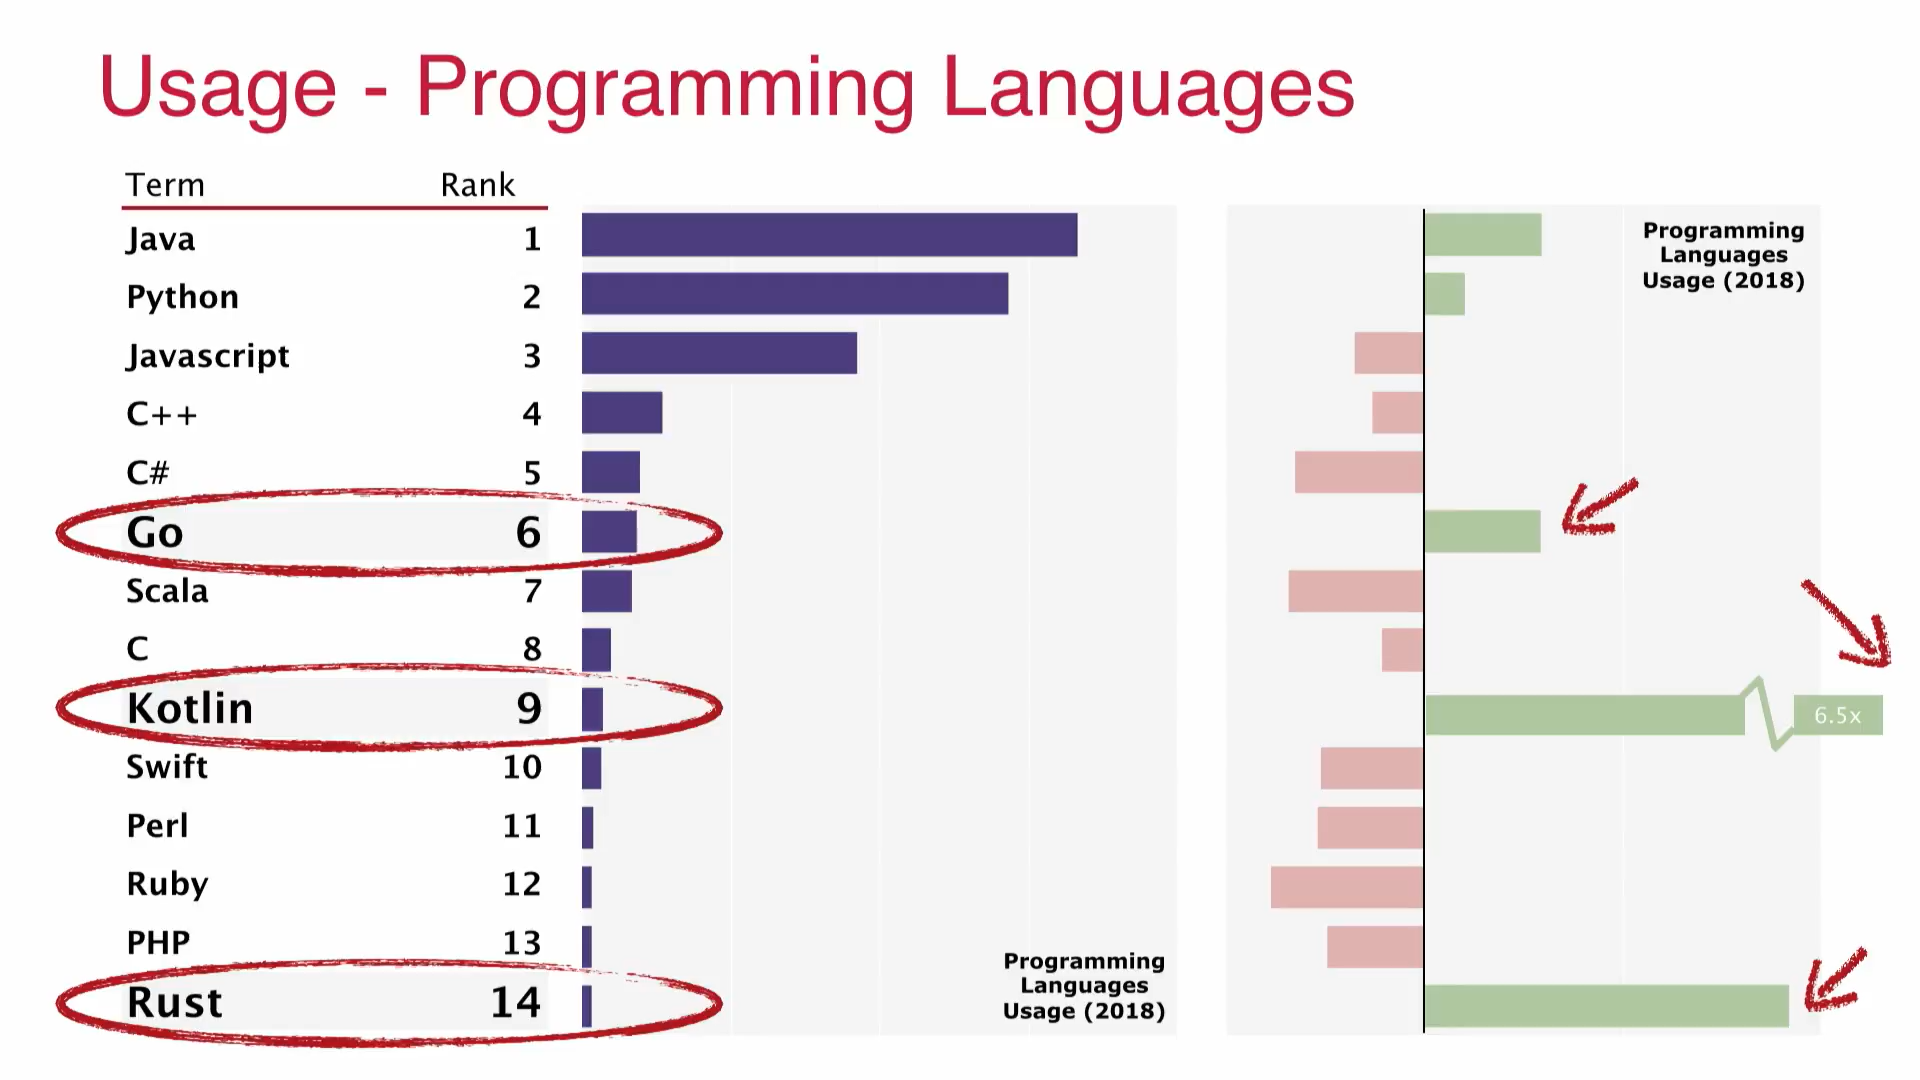 Usage - Programming Languages
Term Rank
Java 1
Python 2
Javascript 3
C++ 4
C# 5
Go 6
Scala 7
C 8
Kotlin 9
Swift 10
Perl 11
Ruby 12
PHP 13
Rust 14
Programming
Languages
Usage (2018)
Programming
Languages
Usage (2018)
6.5x